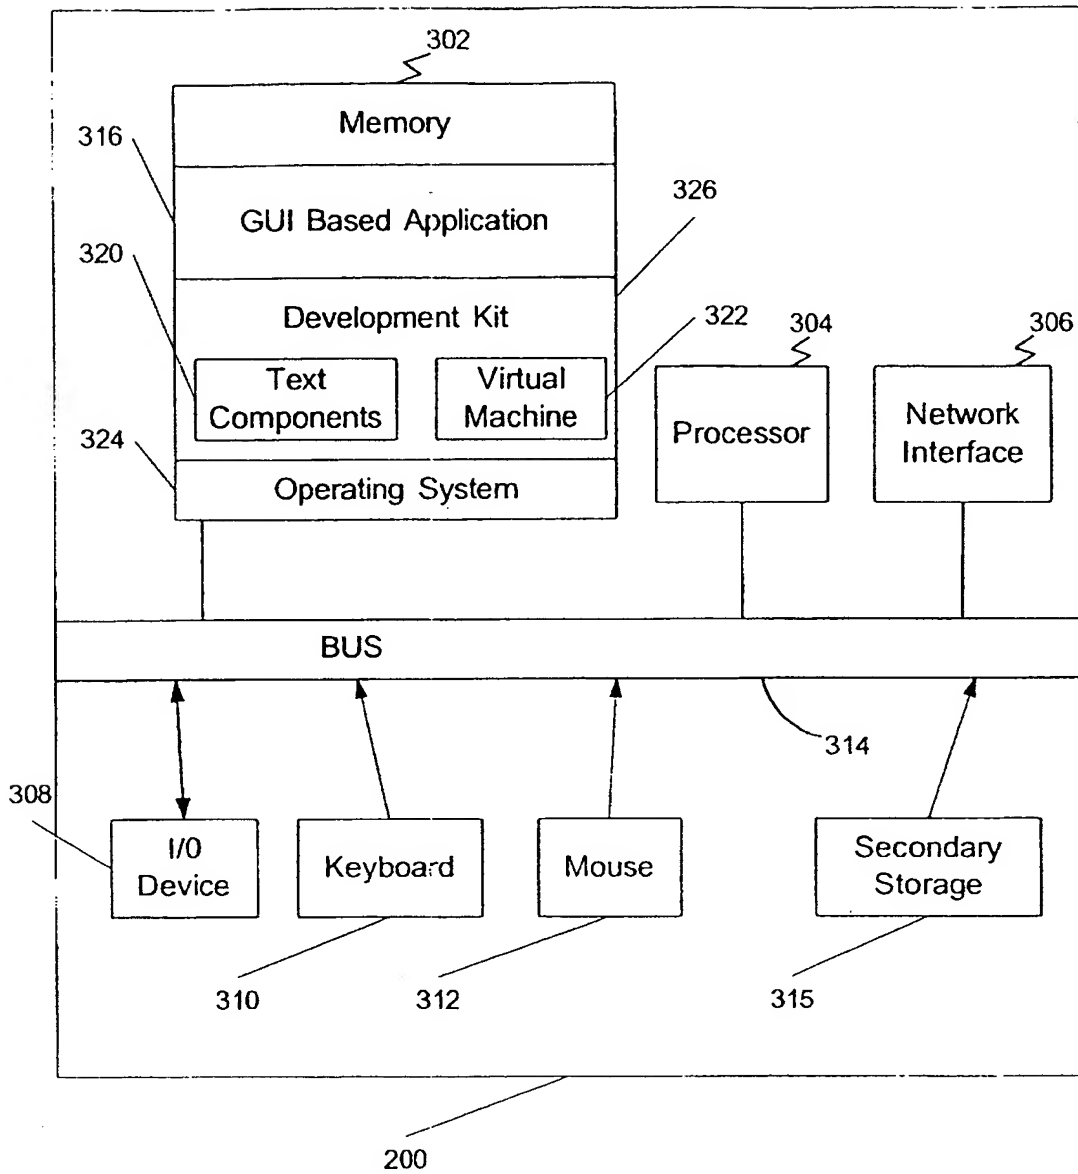 302
Memory
316
GUI Based Application
326
320
Development Kit
322
304
306
Text
Components
Virtual
Machine
Processor
Network
Interface
324
Operating System
BUS
314
308
I/0
Device
Keyboard
Mouse
Secondary
Storage
310
312
315
200